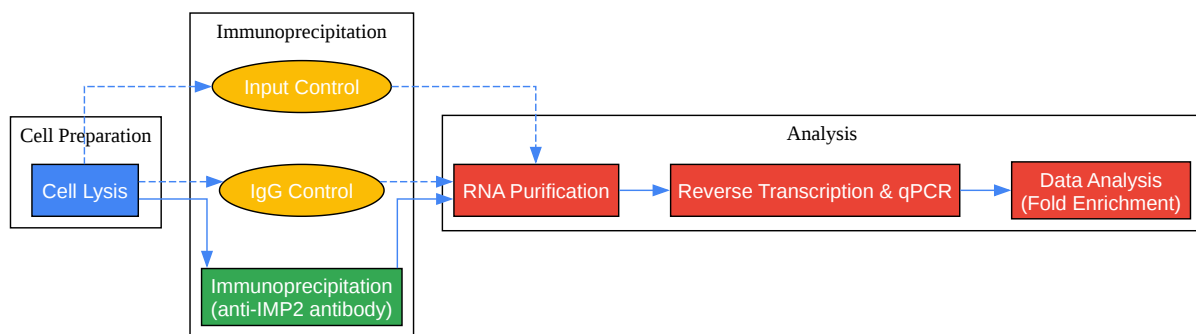 Immunoprecipitation
Input Control
Cell Preparation
Analysis
Cell Lysis
IgG Control
RNA Purification
Reverse Transcription & qPCR
Data Analysis
(Fold Enrichment)
Immunoprecipitation
(anti-IMP2 antibody)